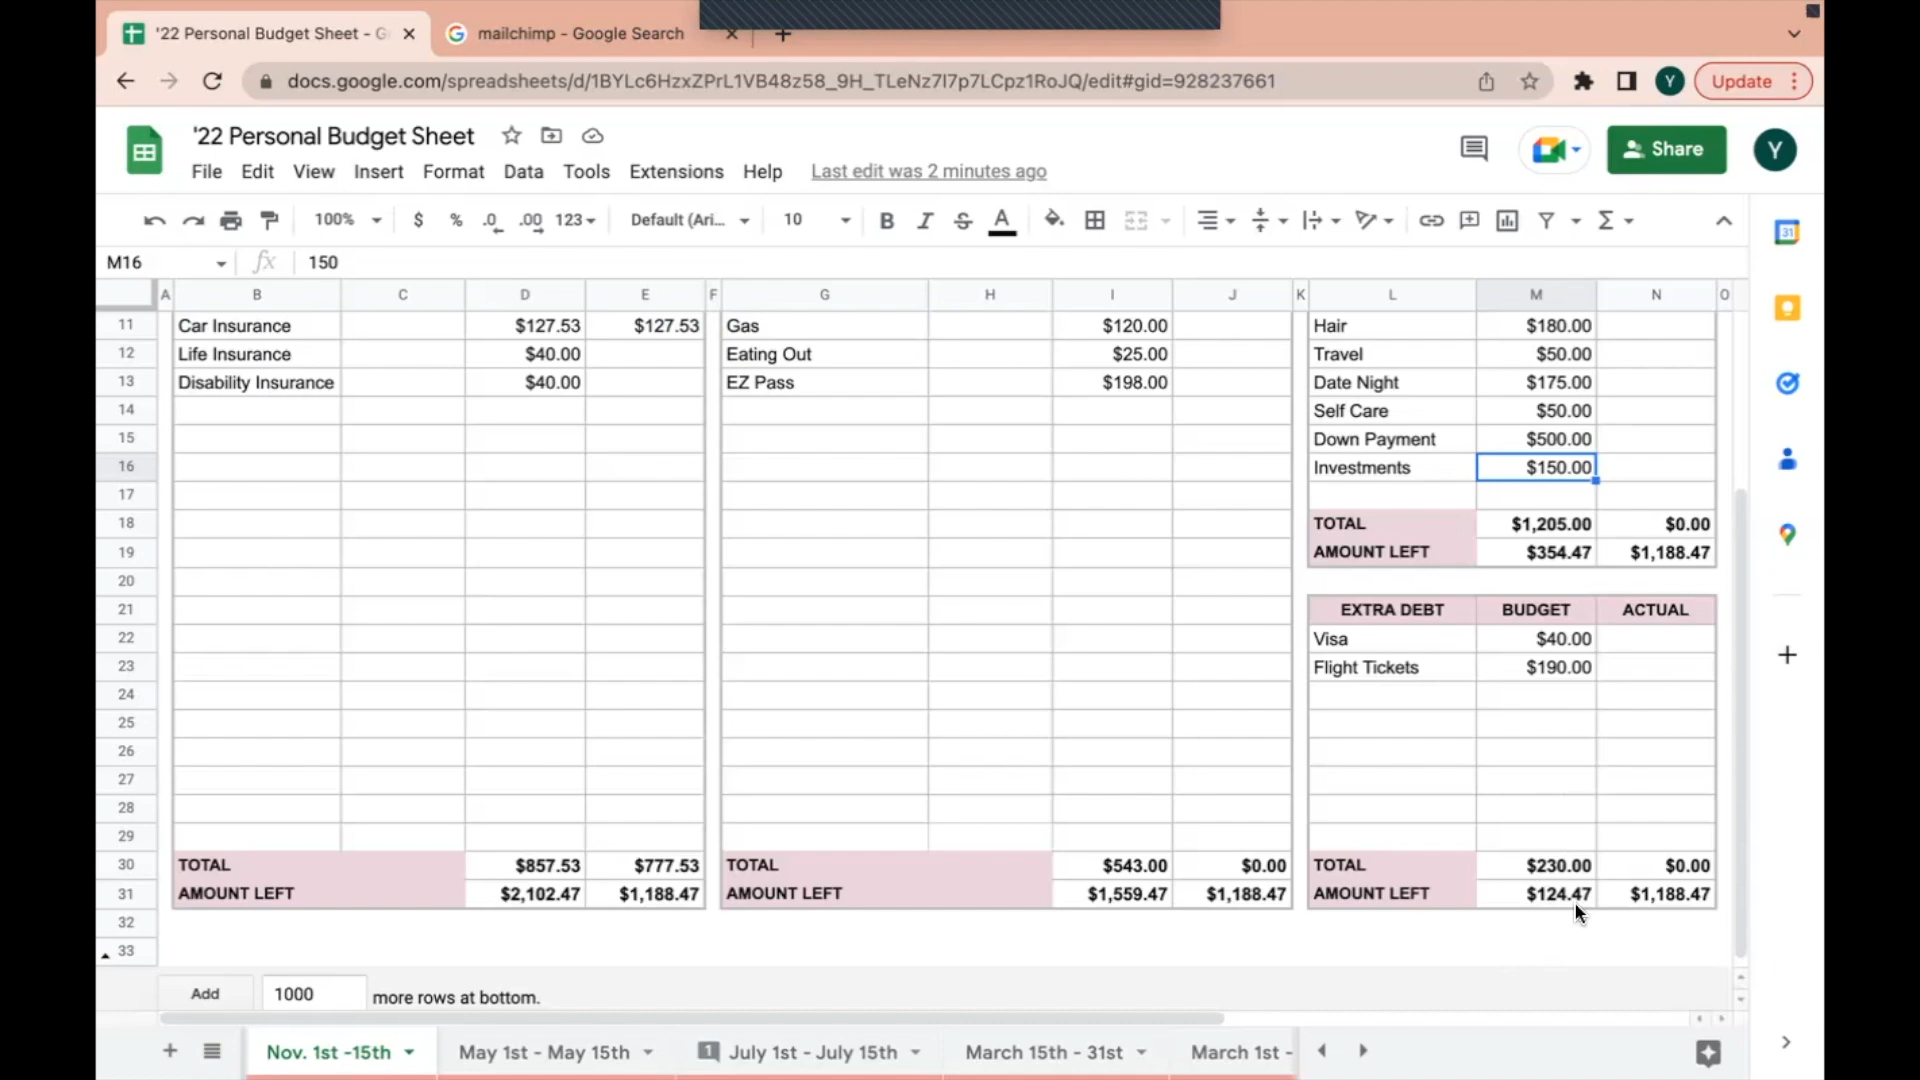 '22 Personal Budget Sheet - G
mailchimp - Google Search
docs.google.com/spreadsheets/d/1BYLc6HzxZPrL1VB48z58_9H_TLeNz7l7p7LCpz1RoJQ/edit#gid=928237661
Y
Update
'22 Personal Budget Sheet
Share
Y
File Edit View Insert Format Data Tools Extensions Help Last edit was 2 minutes ago
100% $ % .0 .00 123 Default (Ari... 10 B I S A Σ
31
M16 fx 150
A B C D E F G H I J K L M N O
11 Car Insurance $127.53 $127.53 Gas $120.00 Hair $180.00
12 Life Insurance $40.00 Eating Out $25.00 Travel $50.00
13 Disability Insurance $40.00 EZ Pass $198.00 Date Night $175.00
14 Self Care $50.00
15 Down Payment $500.00
16 Investments $150.00
17
18 TOTAL $1,205.00 $0.00
19 AMOUNT LEFT $354.47 $1,188.47
20
21 EXTRA DEBT BUDGET ACTUAL
22 Visa $40.00
23 Flight Tickets $190.00
24
25
26
27
28
29
30 TOTAL $857.53 $777.53 TOTAL $543.00 $0.00 TOTAL $230.00 $0.00
31 AMOUNT LEFT $2,102.47 $1,188.47 AMOUNT LEFT $1,559.47 $1,188.47 AMOUNT LEFT $124.47 $1,188.47
32
33
Add 1000 more rows at bottom.
Nov. 1st -15th May 1st - May 15th 1 July 1st - July 15th March 15th - 31st March 1st -